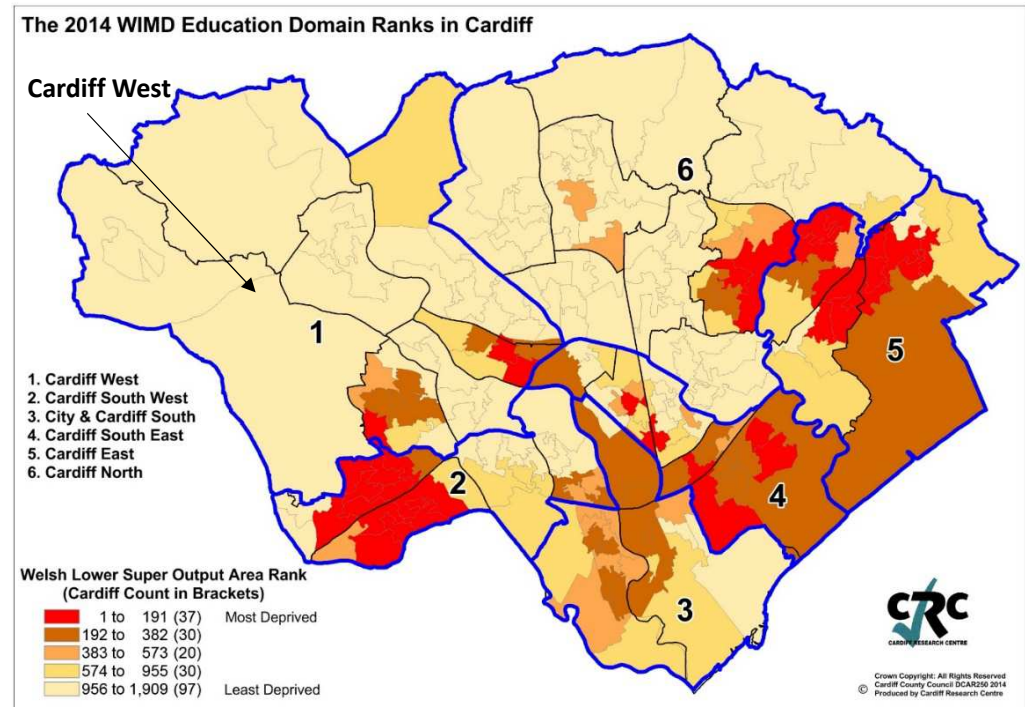 The 2014 WIMD Education Domain Ranks in Cardiff
Cardiff West
6
1
5
2
4
3
1. Cardiff West
2. Cardiff South West
3. City & Cardiff South
4. Cardiff South East
5. Cardiff East
6. Cardiff North
Welsh Lower Super Output Area Rank
(Cardiff Count in Brackets)
1 to 191 (37) Most Deprived
192 to 382 (30)
383 to 573 (20)
574 to 955 (30)
956 to 1,909 (97) Least Deprived
CRC
CARDIFF RESEARCH CENTRE
Crown Copyright: All Rights Reserved
Cardiff County Council DCAR250 2014
© Produced by Cardiff Research Centre